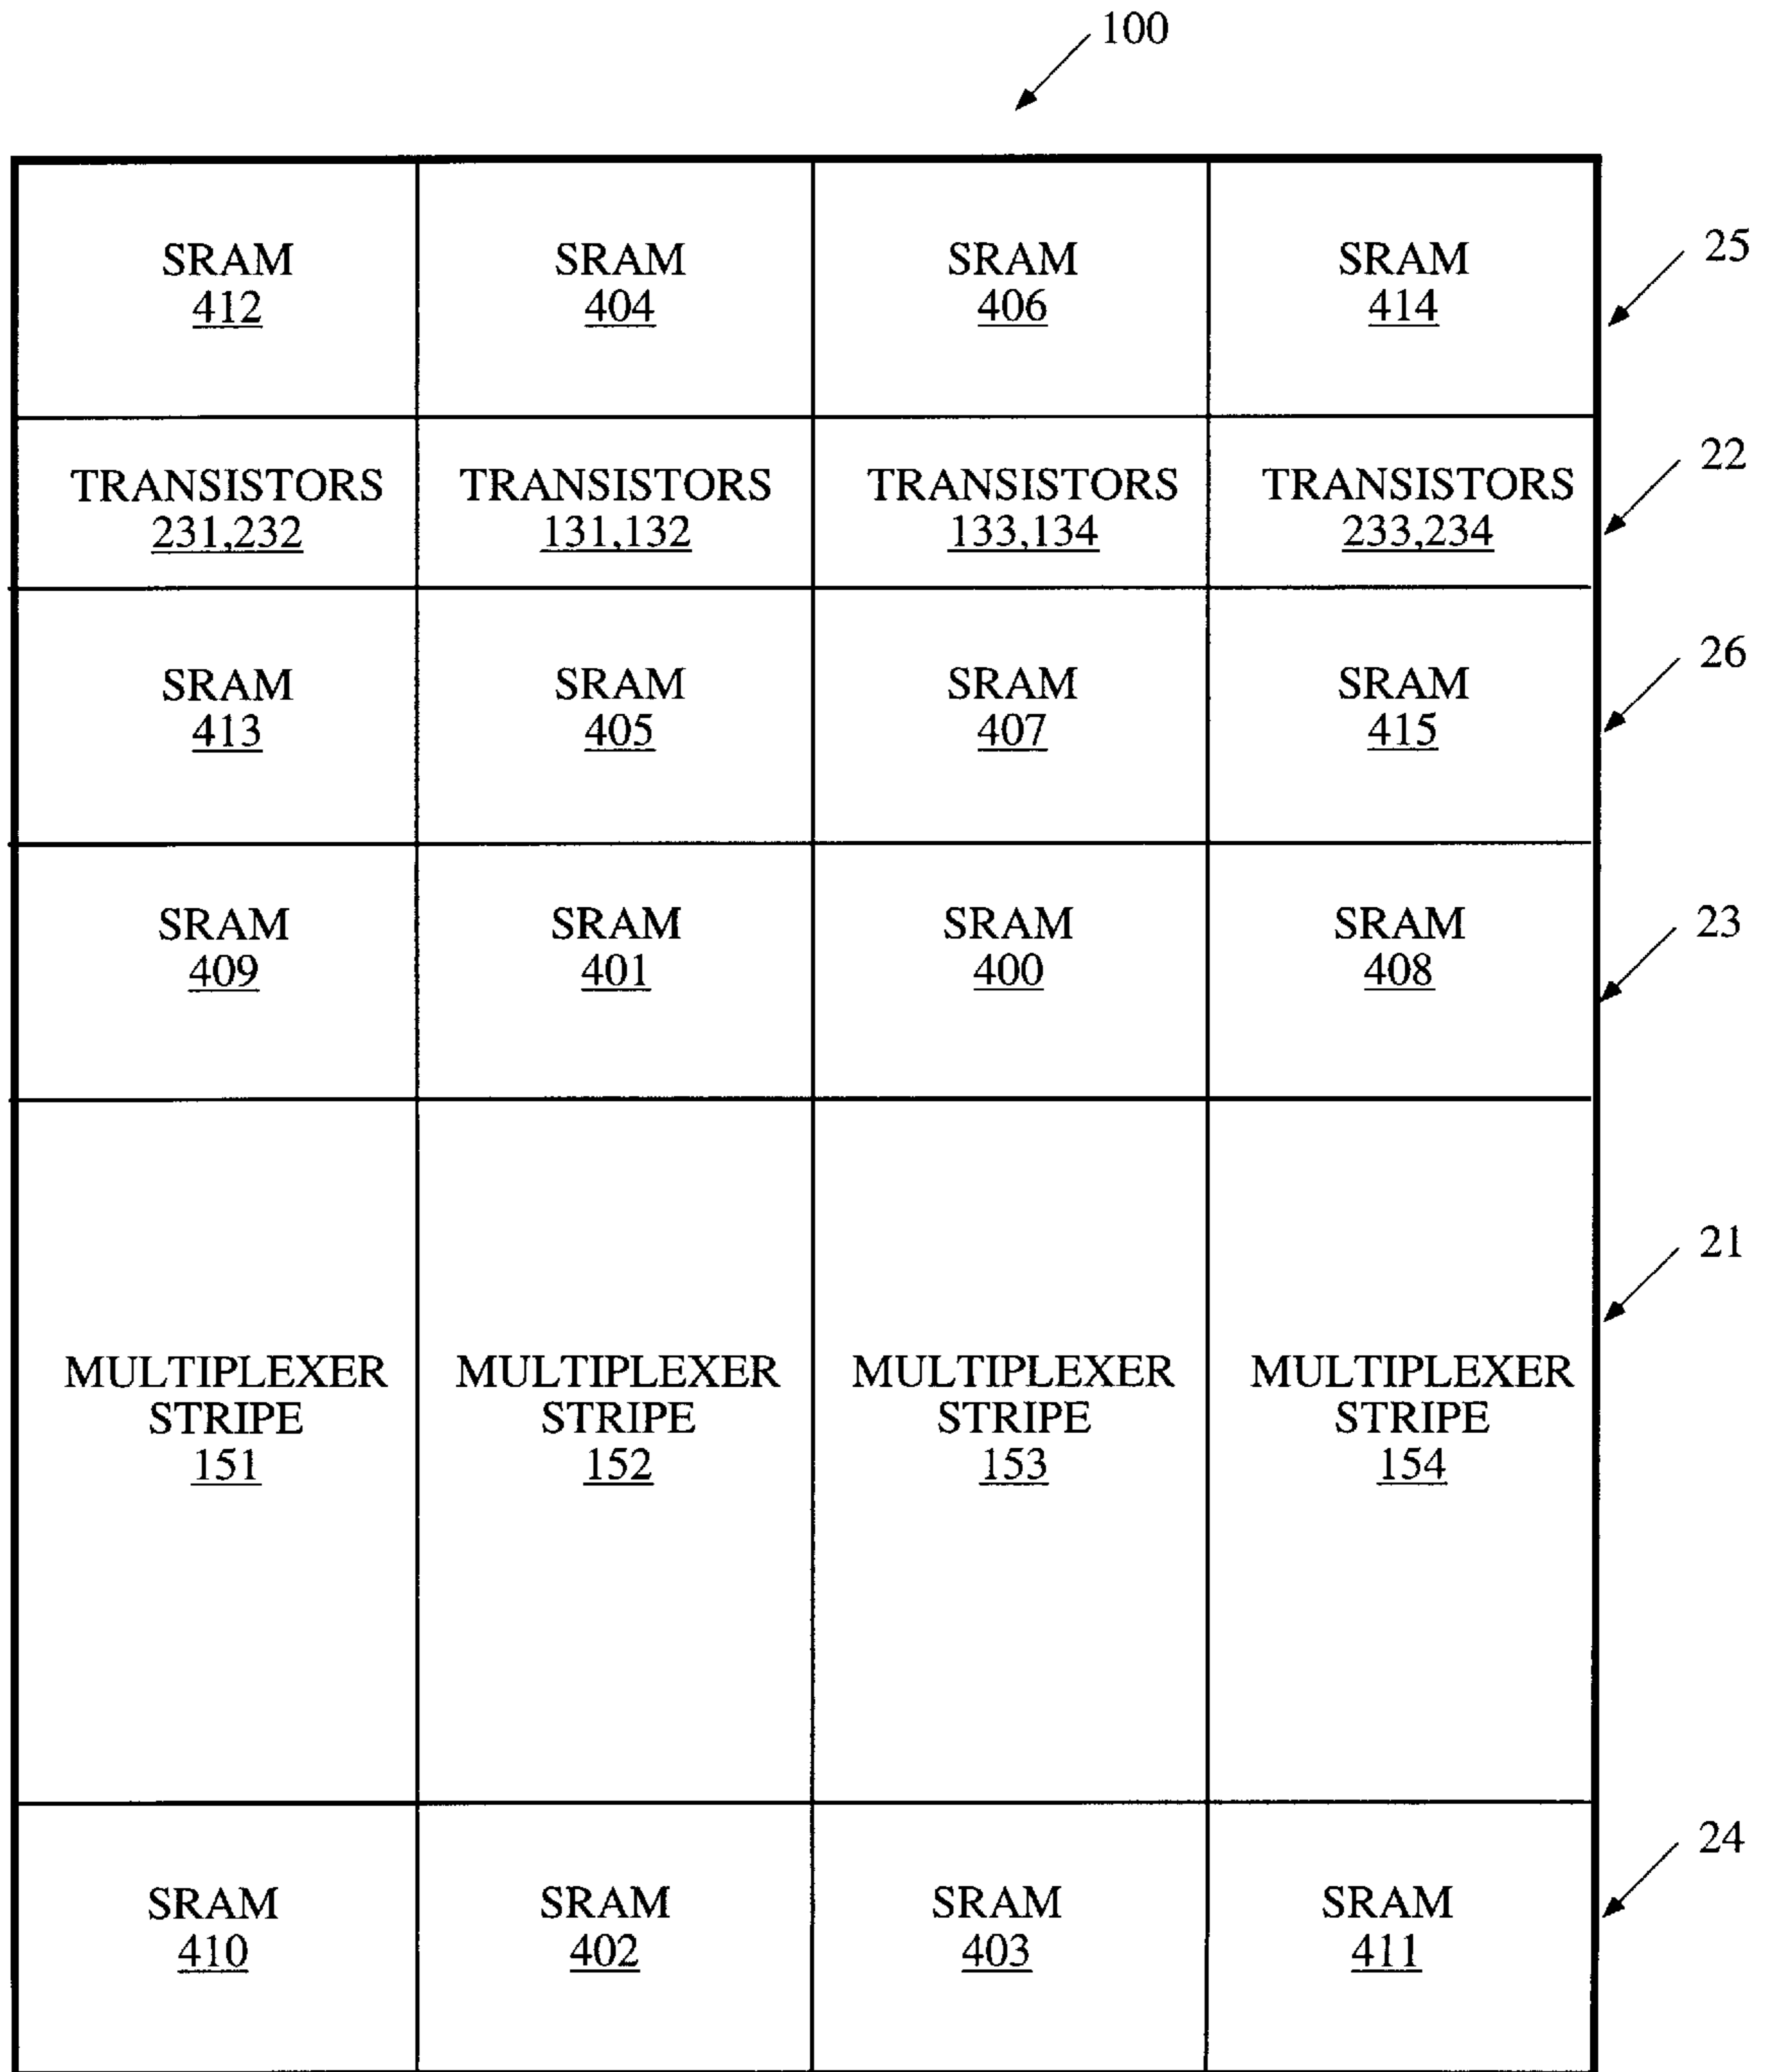 100
SRAM
412
SRAM
404
SRAM
406
SRAM
414
25
TRANSISTORS
231,232
TRANSISTORS
131,132
TRANSISTORS
133,134
TRANSISTORS
233,234
22
SRAM
413
SRAM
405
SRAM
407
SRAM
415
26
SRAM
409
SRAM
401
SRAM
400
SRAM
408
23
MULTIPLEXER
STRIPE
151
MULTIPLEXER
STRIPE
152
MULTIPLEXER
STRIPE
153
MULTIPLEXER
STRIPE
154
21
SRAM
410
SRAM
402
SRAM
403
SRAM
411
24